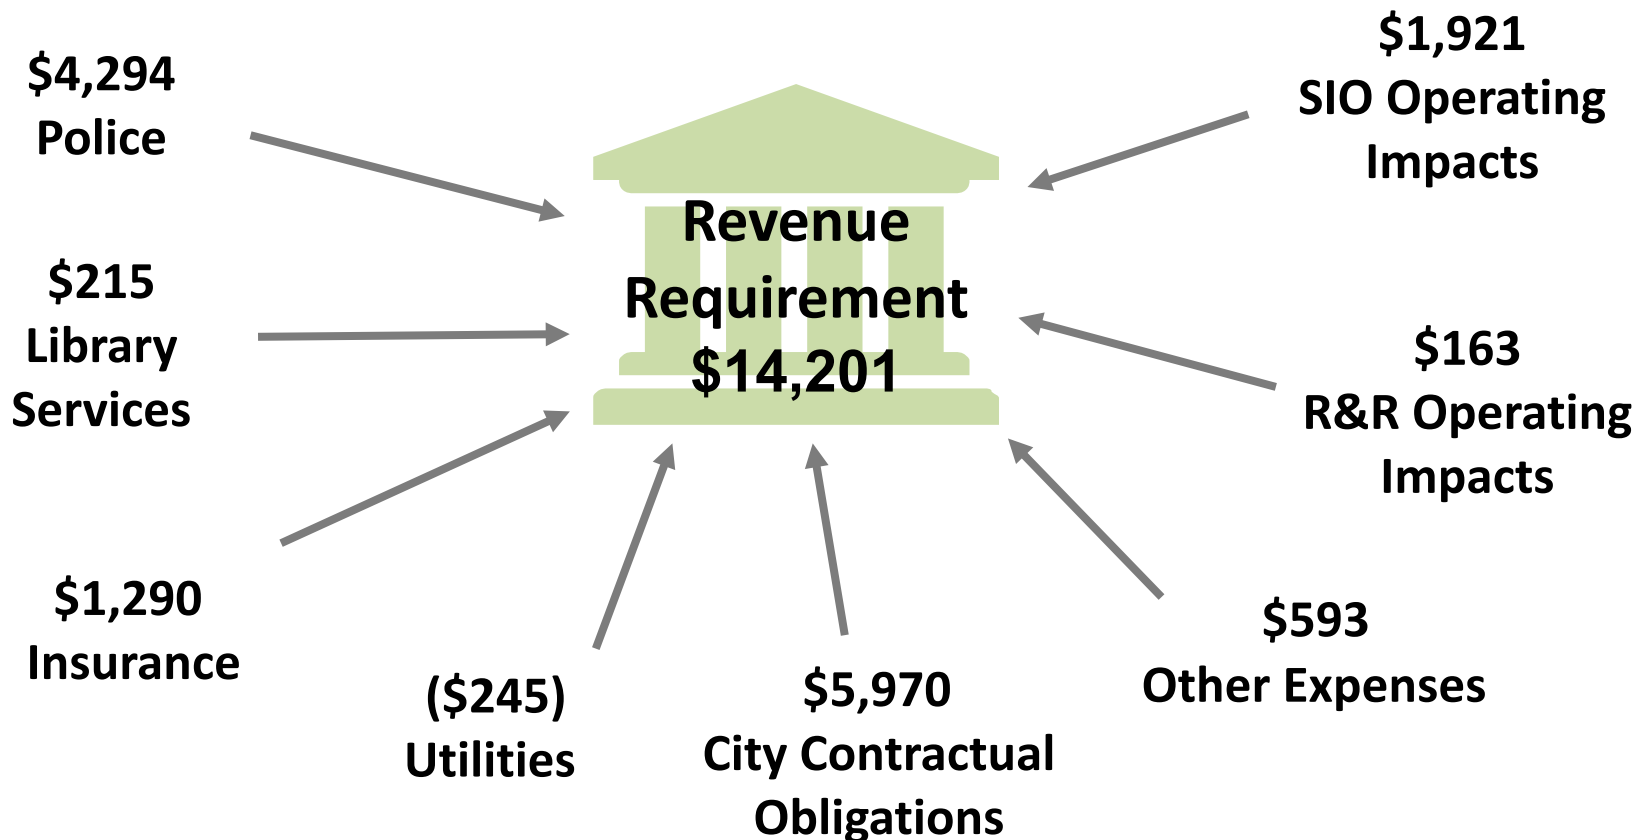 $4,294
Police
$215
Library
Services
$1,290
Insurance
($245)
Utilities
$5,970
City Contractual
Obligations
$593
Other Expenses
$163
R&R Operating
Impacts
$1,921
SIO Operating
Impacts
Revenue
Requirement
$14,201